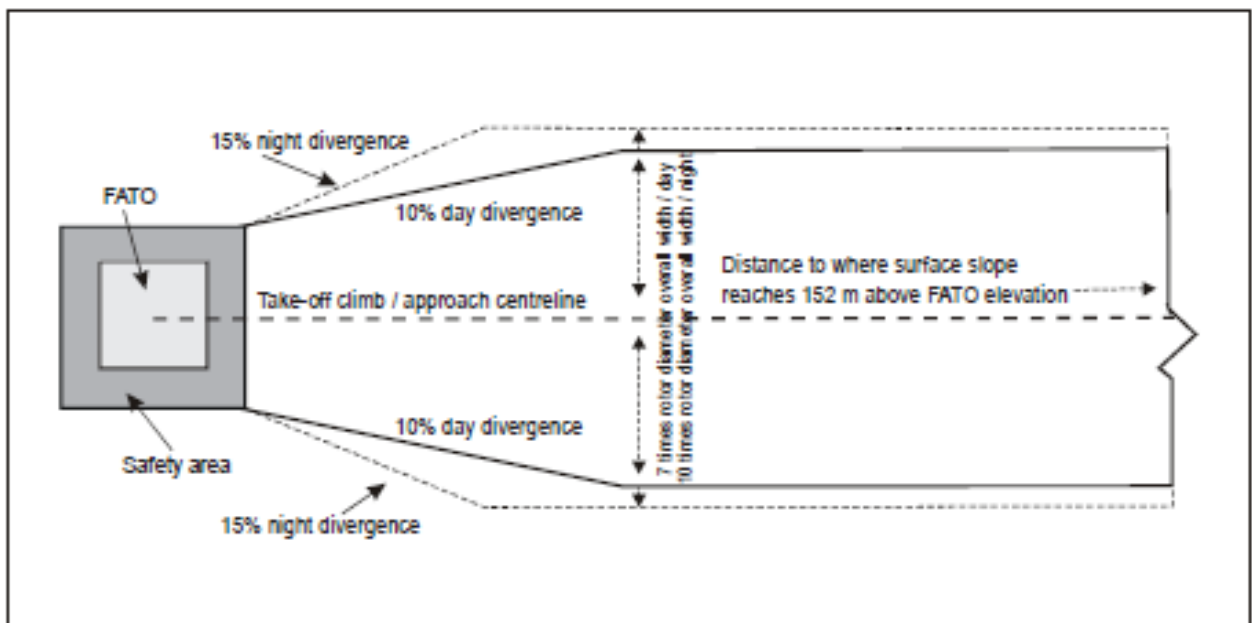 15% night divergence
FATO
10% day divergence
7 times rotor diameter overall width / day
10 times rotor diameter overall width / night
Distance to where surface slope
reaches 152 m above FATO elevation
Take-off climb / approach centreline
10% day divergence
Safety area
15% night divergence